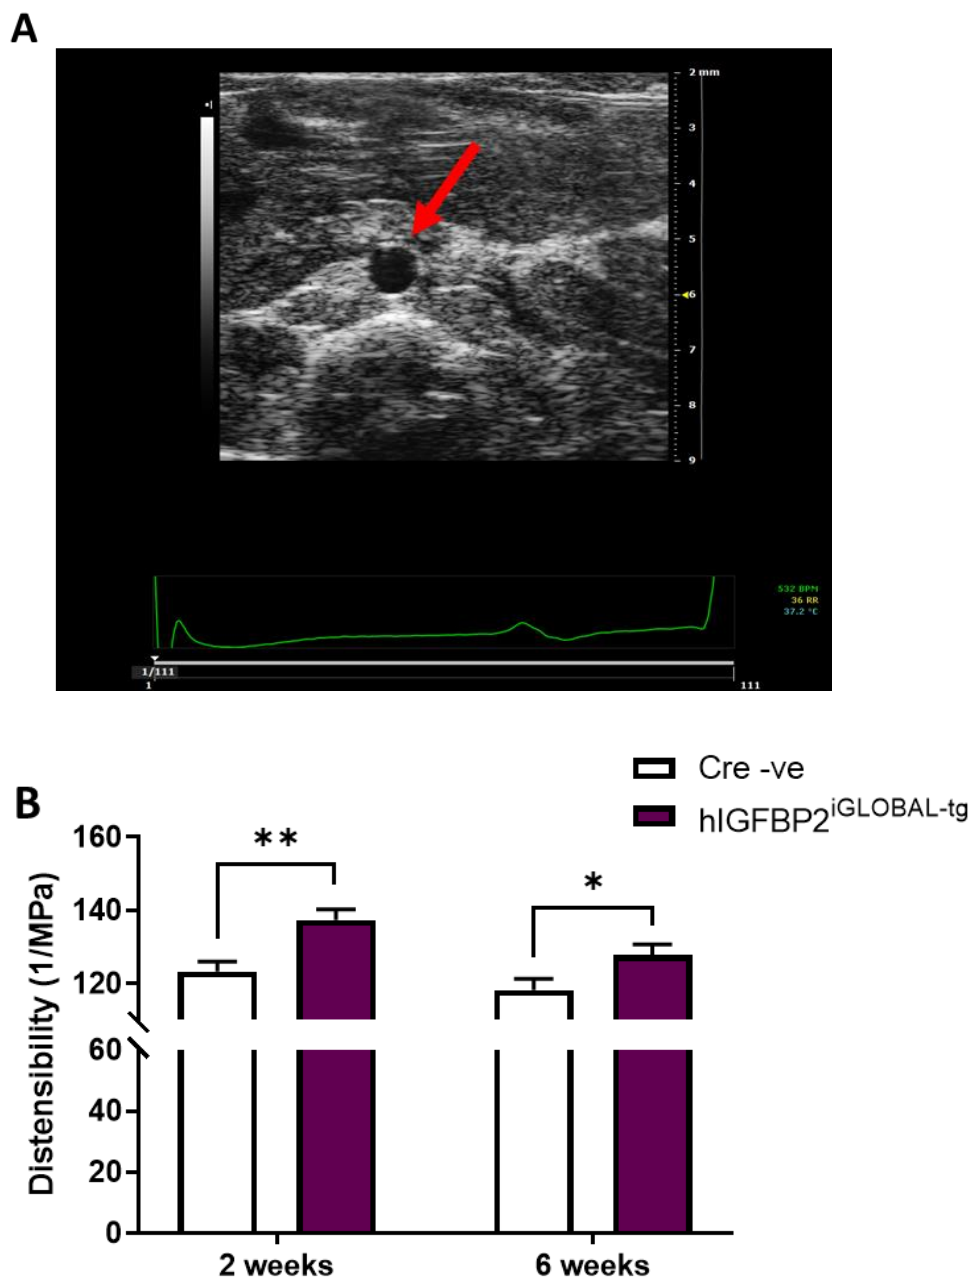 A
2 mm
3
4
5
6
7
8
9
532 BPM
36 RR
37.2 °C
1/111
1
111
Cre -ve
hIGFBP2iGLOBAL-tg
B
Distensibility (1/MPa)
160
140
120
60
40
20
0
**
*
2 weeks
6 weeks